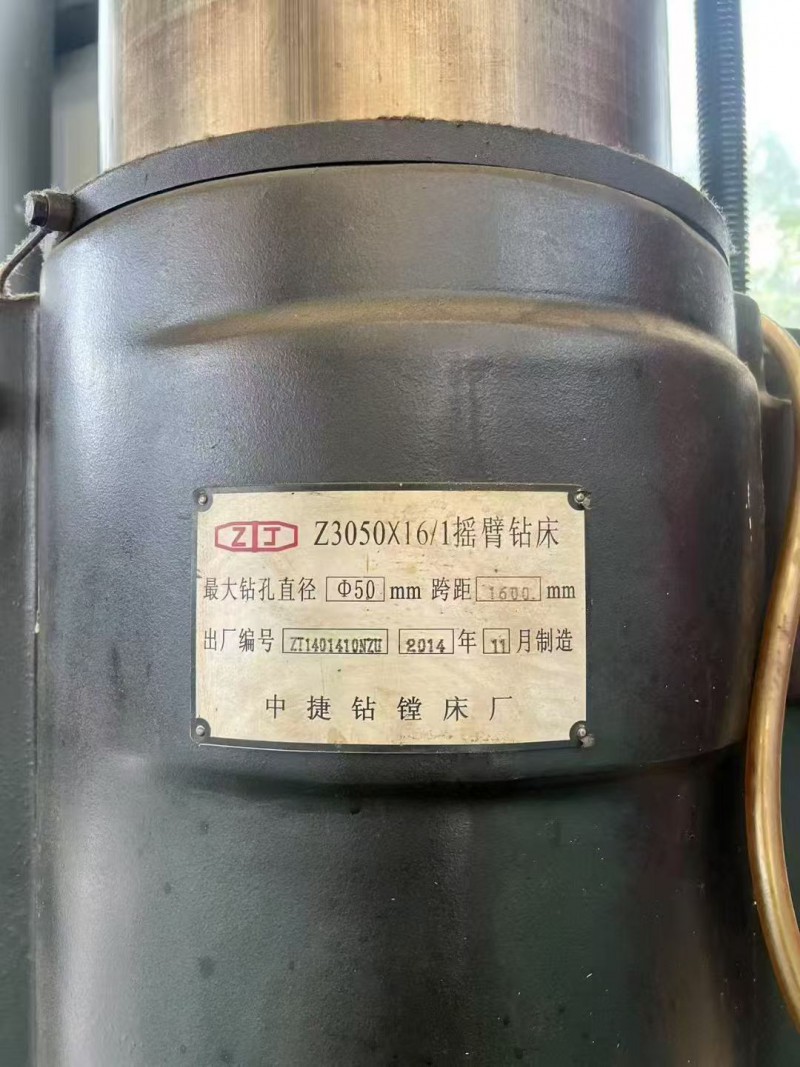 ZJ Z3050X16/1摇臂钻床
最大钻孔直径 Φ50 mm 跨距 1600. mm
出厂编号 ZT1401410NZU 2014 年 11 月制造
中捷钻镗床厂